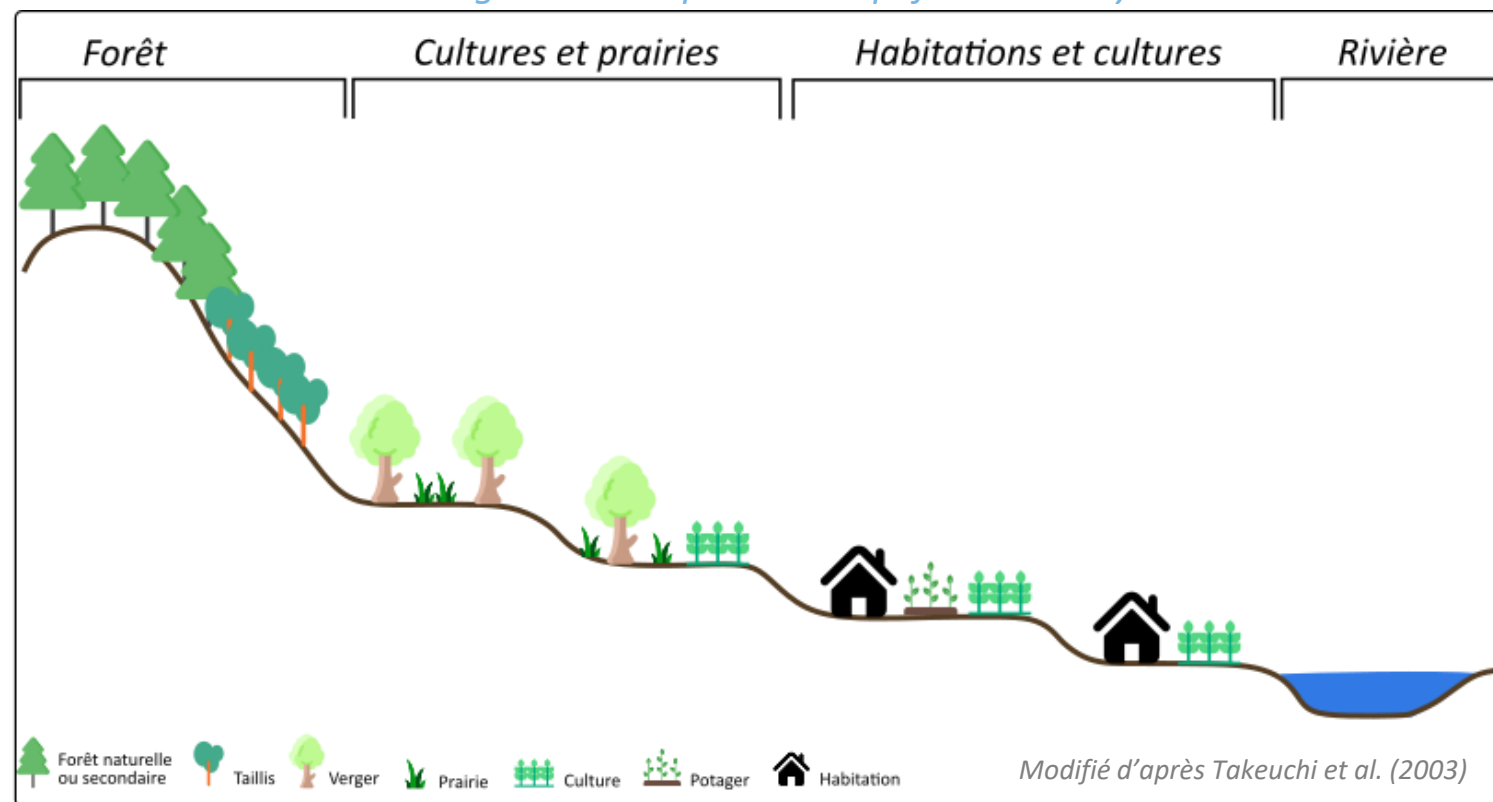 Forêt
Cultures et prairies
Habitations et cultures
Rivière
Forêt naturelle
ou secondaire
Taillis
Verger
Prairie
Culture
Potager
Habitation
Modifié d'après Takeuchi et al. (2003)